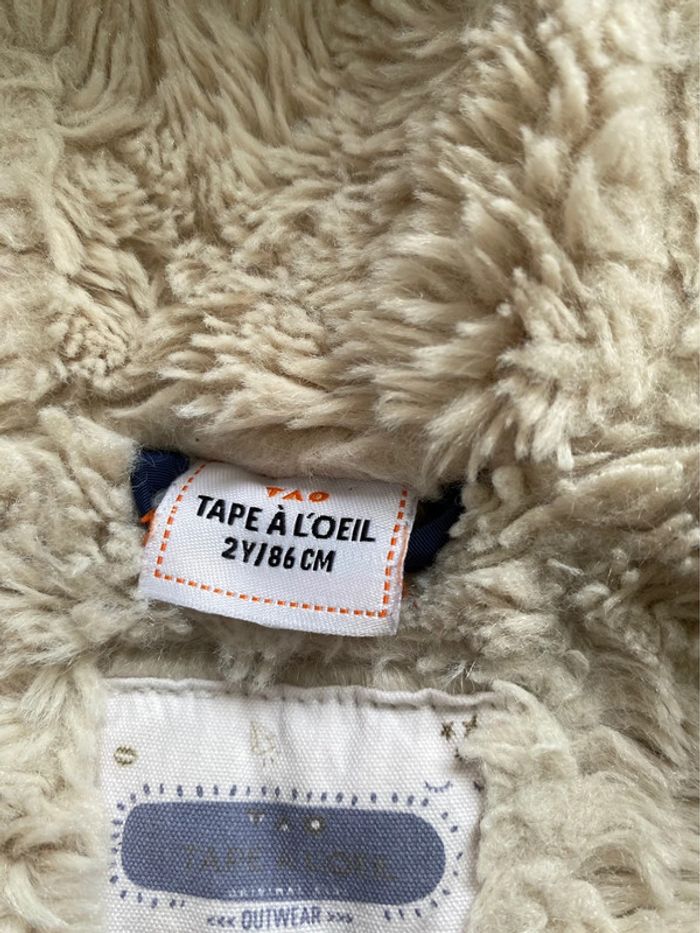 TAO
TAPE À L'OEIL
2Y/86 CM
TAO
TAPE À L'OEIL
<<< OUTWEAR >>>